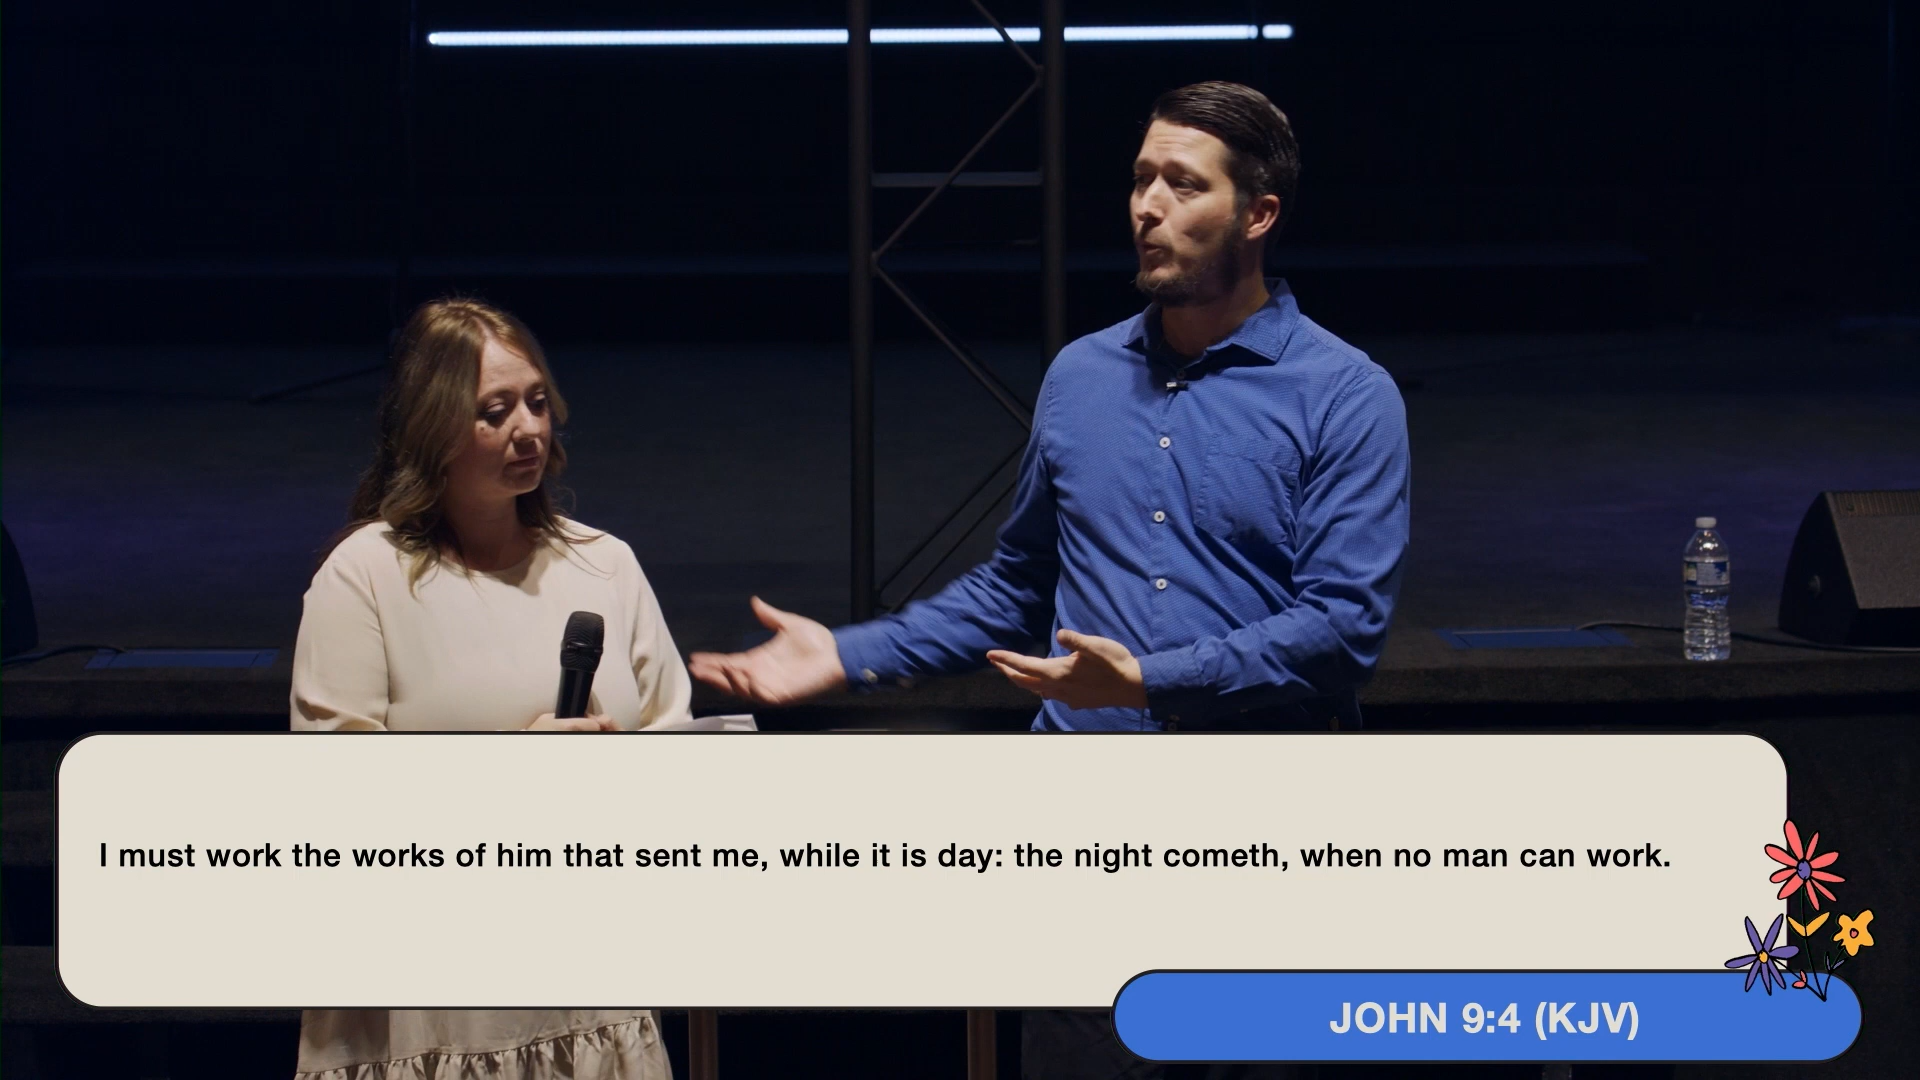 I must work the works of him that sent me, while it is day: the night cometh, when no man can work.
JOHN 9:4 (KJV)